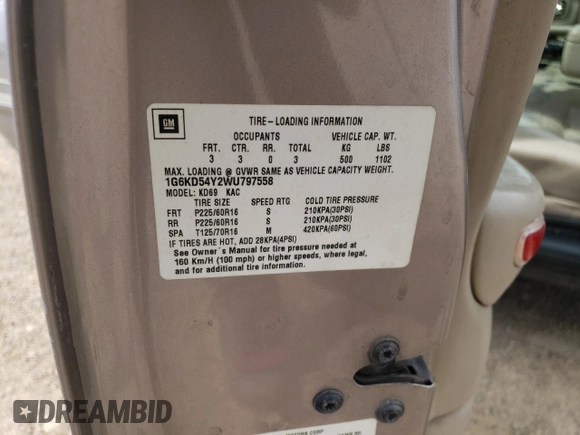 GM
TIRE-LOADING INFORMATION
OCCUPANTS VEHICLE CAP. WT.
FRT. CTR. RR. TOTAL KG LBS
3 3 0 3 500 1102
MAX. LOADING @ GVWR SAME AS VEHICLE CAPACITY WEIGHT.
1G6KD54Y2WU797558
MODEL: KD69 KAC
TIRE SIZE SPEED RTG COLD TIRE PRESSURE
FRT P225/60R16 S 210KPA(30PSI)
RR P225/60R16 S 210KPA(30PSI)
SPA T125/70R16 M 420KPA(60PSI)
IF TIRES ARE HOT, ADD 28KPA(4PSI)
See Owner's Manual for tire pressure needed at
160 Km/H (100 mph) or higher speeds, where legal,
and for additional tire information.
DREAMBID
MOTORS CORP